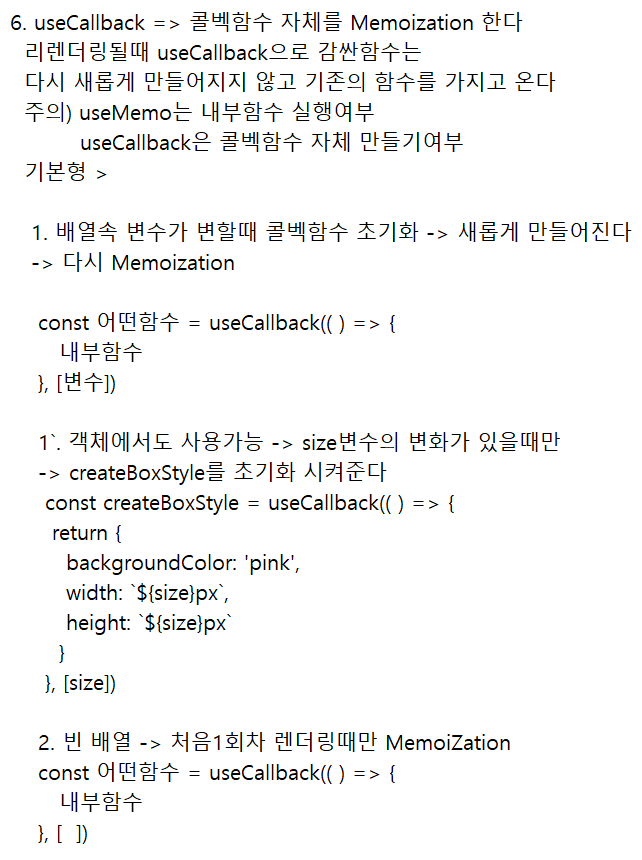 6. useCallback => 콜벡함수 자체를 Memoization 한다
리렌더링될때 useCallback으로 감싼함수는
다시 새롭게 만들어지지 않고 기존의 함수를 가지고 온다
주의) useMemo는 내부함수 실행여부
useCallback은 콜벡함수 자체 만들기여부
기본형 >
1. 배열속 변수가 변할때 콜벡함수 초기화 -> 새롭게 만들어진다
-> 다시 Memoization
const 어떤함수 = useCallback(( ) => {
내부함수
}, [변수])
1`. 객체에서도 사용가능 -> size변수의 변화가 있을때만
-> createBoxStyle를 초기화 시켜준다
const createBoxStyle = useCallback(( ) => {
return {
backgroundColor: 'pink',
width: `${size}px`,
height: `${size}px`
}
}, [size])
2. 빈 배열 -> 처음1회차 렌더링때만 MemoiZation
const 어떤함수 = useCallback(( ) => {
내부함수
}, [  ])